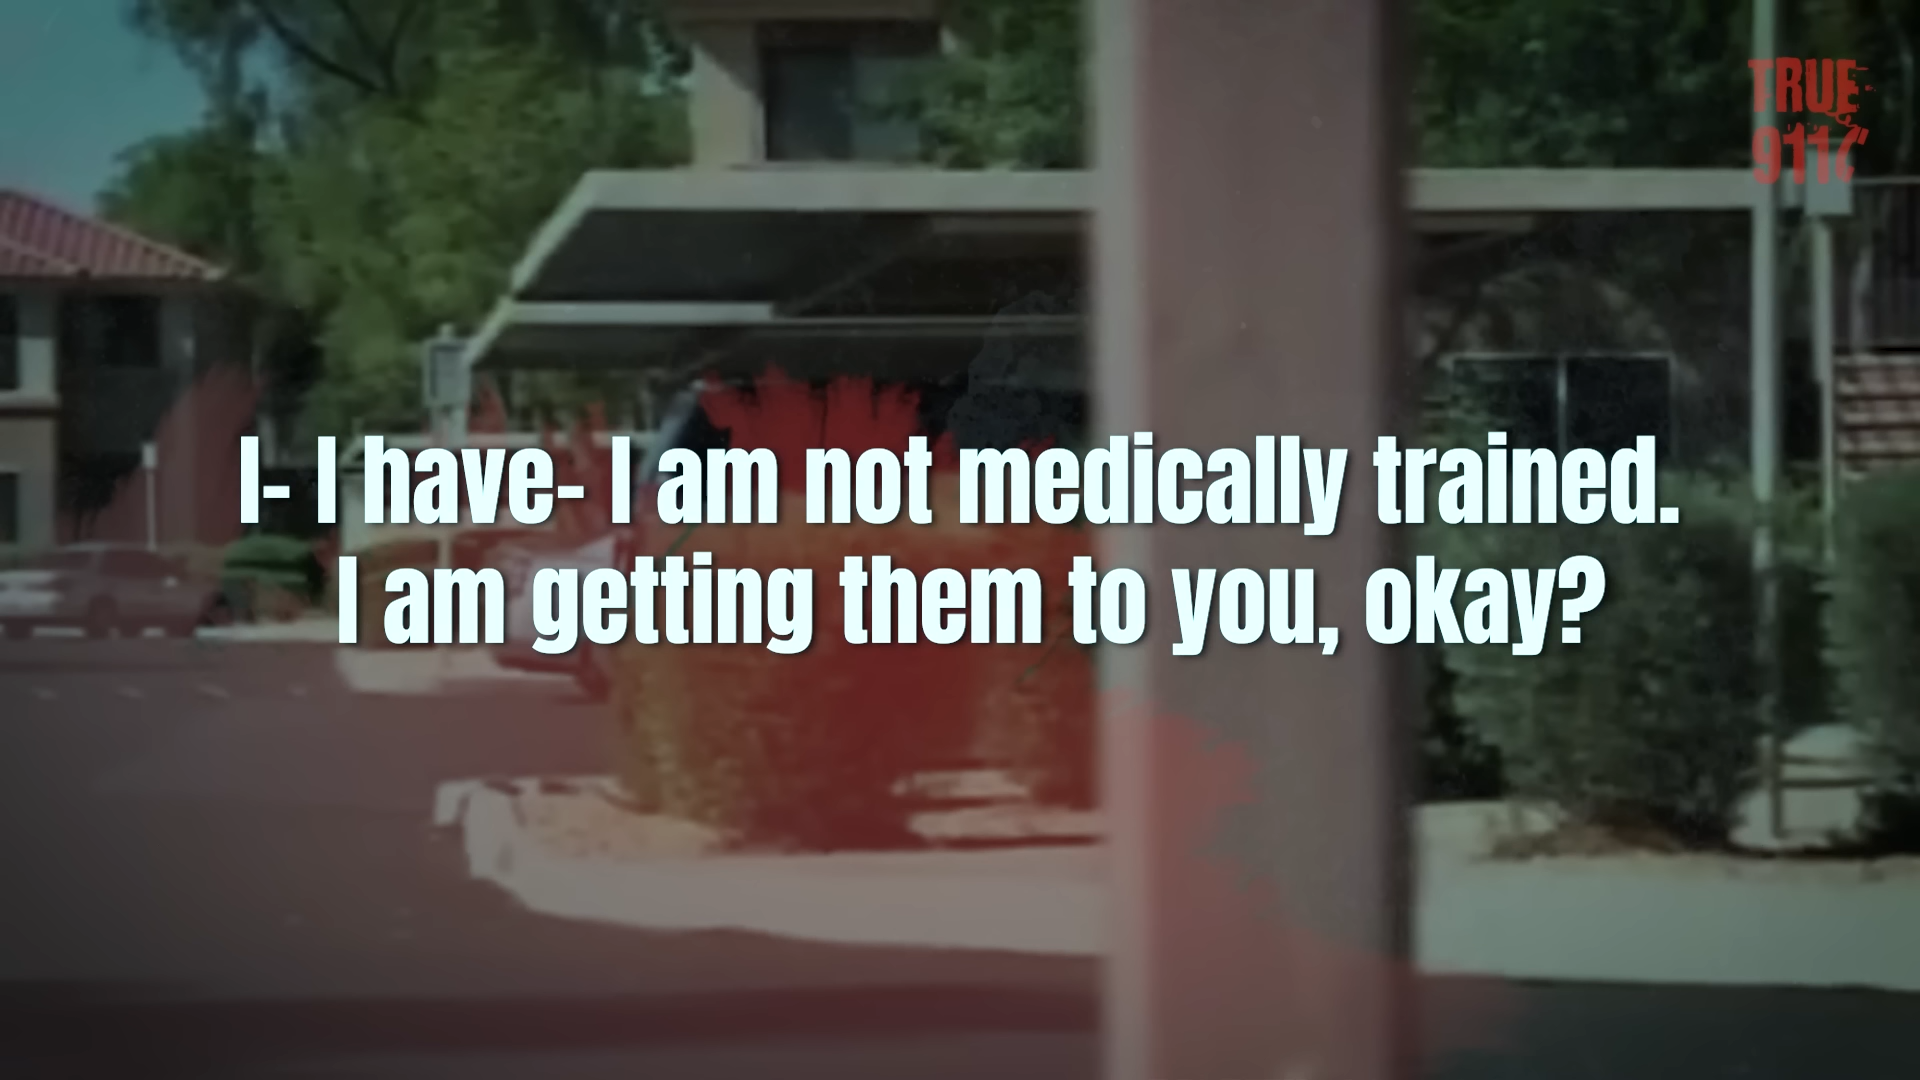 TRUE
911
I- I have- I am not medically trained.
I am getting them to you, okay?